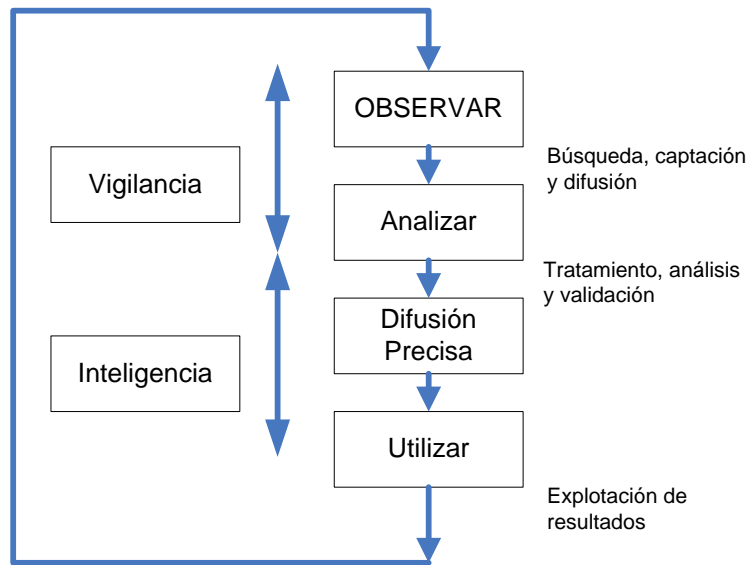 OBSERVAR
Búsqueda, captación
y difusión
Vigilancia
Analizar
Tratamiento, análisis
y validación
Difusión
Precisa
Inteligencia
Utilizar
Explotación de
resultados